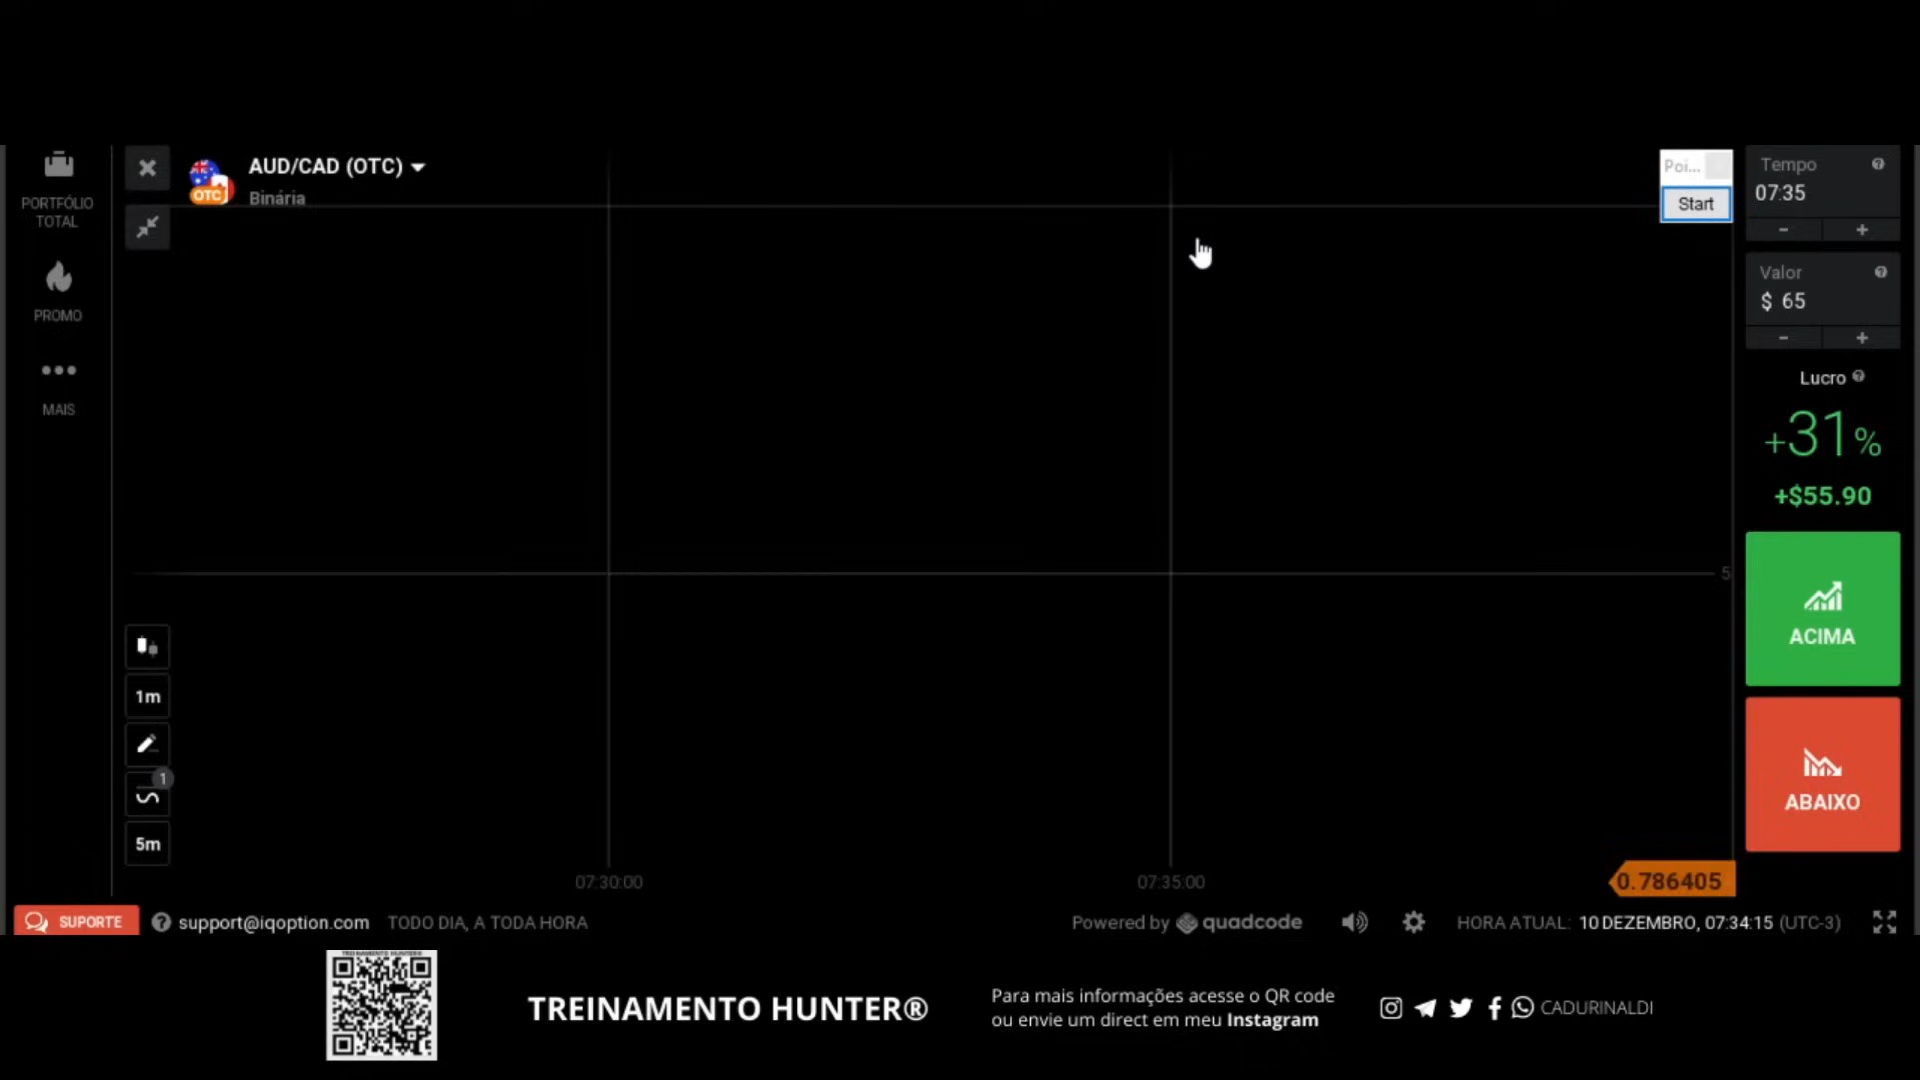 PORTFÓLIO
TOTAL
PROMO
MAIS
AUD/CAD (OTC)
OTC
Binária
Poi...
Start
Tempo
07:35
Valor
$ 65
Lucro
+31%
+$55.90
ACIMA
ABAIXO
5
1m
1
5m
07:30:00
07:35:00
0.786405
SUPORTE
support@iqoption.com
TODO DIA, A TODA HORA
Powered by quadcode
HORA ATUAL: 10 DEZEMBRO, 07:34:15 (UTC-3)
TREINAMENTO HUNTER®
TREINAMENTO HUNTER®
Para mais informações acesse o QR code
ou envie um direct em meu Instagram
CADURINALDI